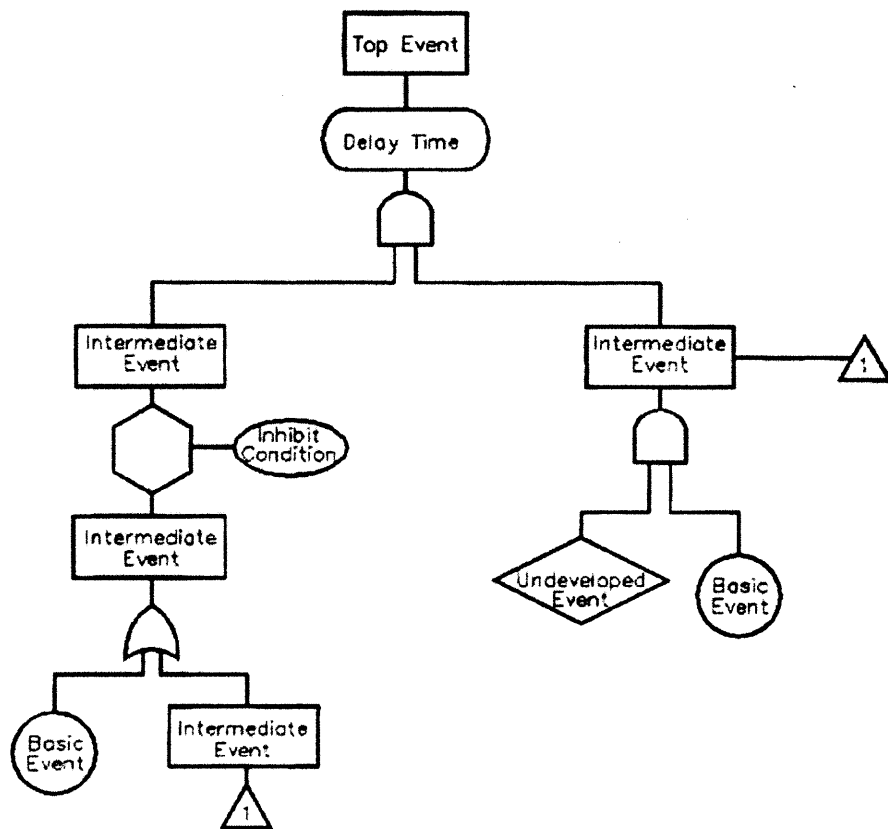 Top Event
Delay Time
Intermediate
Event
Intermediate
Event
1
Inhibit
Condition
Intermediate
Event
Undeveloped
Event
Basic
Event
Basic
Event
Intermediate
Event
1